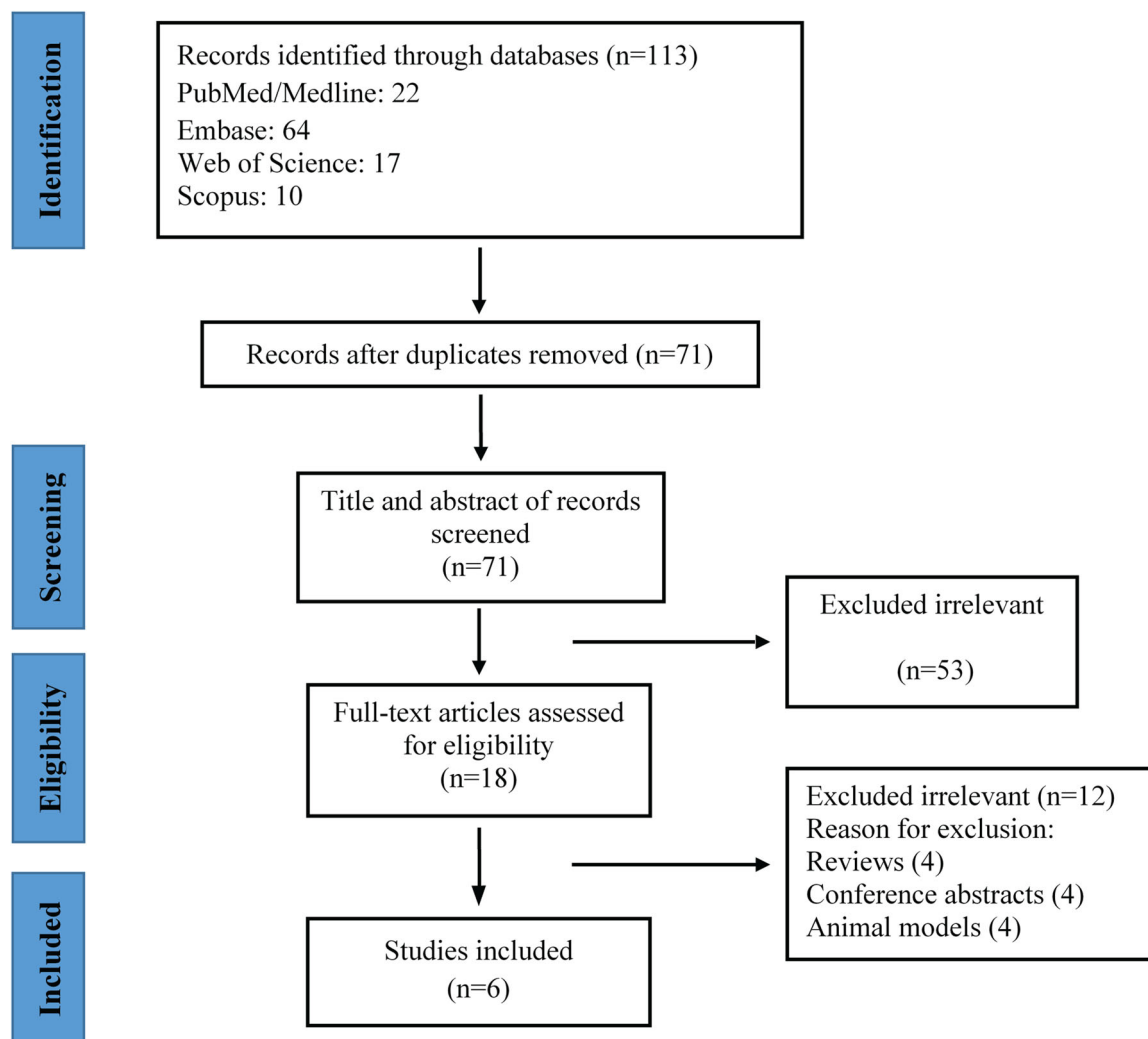 Identification
Records identified through databases (n=113)
PubMed/Medline: 22
Embase: 64
Web of Science: 17
Scopus: 10
Records after duplicates removed (n=71)
Screening
Title and abstract of records
screened
(n=71)
Excluded irrelevant
(n=53)
Eligibility
Full-text articles assessed
for eligibility
(n=18)
Excluded irrelevant (n=12)
Reason for exclusion:
Reviews (4)
Conference abstracts (4)
Animal models (4)
Included
Studies included
(n=6)